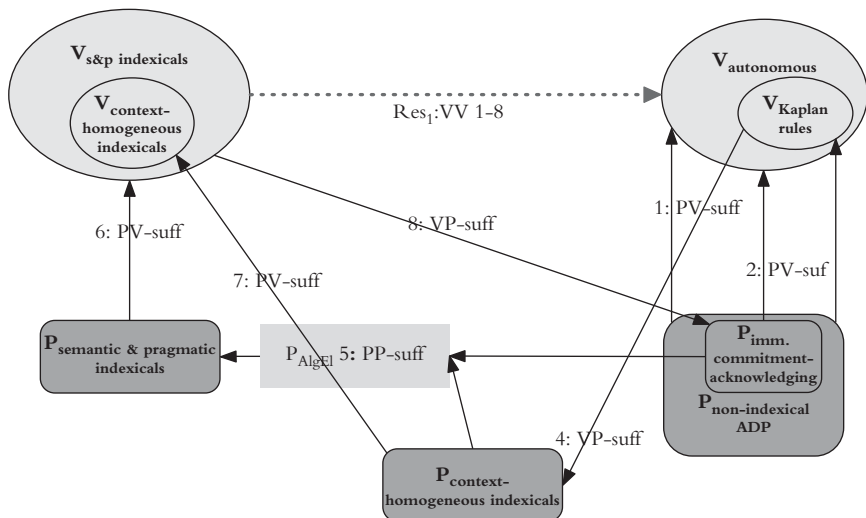 V s&p indexicals
V context-
homogeneous
indexicals
V autonomous
V Kaplan
rules
Res1:VV 1-8
1: PV-suff
6: PV-suff
8: VP-suff
7: PV-suff
2: PV-suf
P semantic & pragmatic
indexicals
PAlgEl 5: PP-suff
P imm.
commitment-
acknowledging
P non-indexical
ADP
4: VP-suff
P context-
homogeneous indexicals